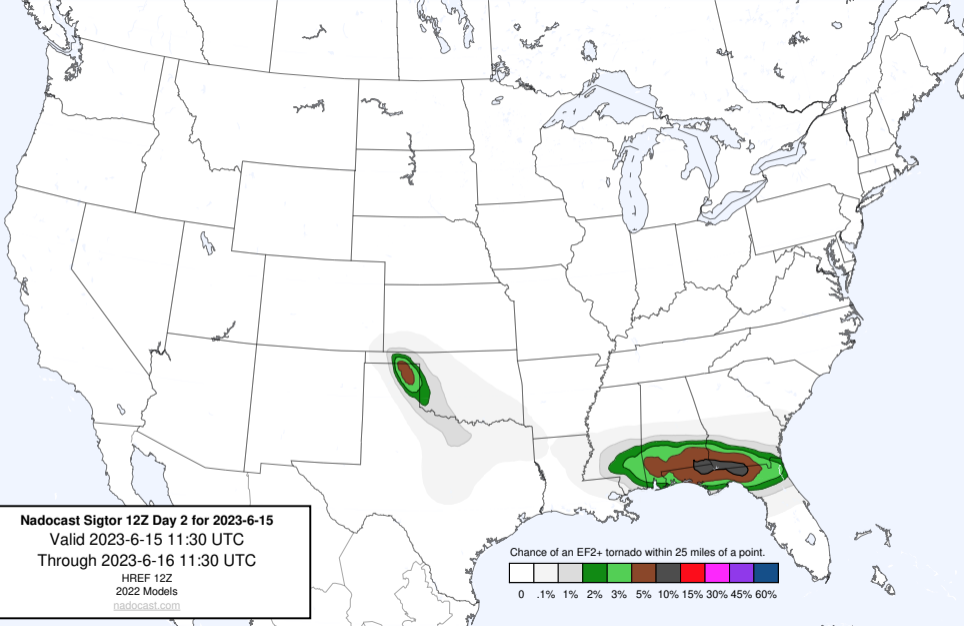 Nadocast Sigtor 12Z Day 2 for 2023-6-15
Valid 2023-6-15 11:30 UTC
Through 2023-6-16 11:30 UTC
HREF 12Z
2022 Models
nadocast.com
Chance of an EF2+ tornado within 25 miles of a point.
0 .1% 1% 2% 3% 5% 10% 15% 30% 45% 60%